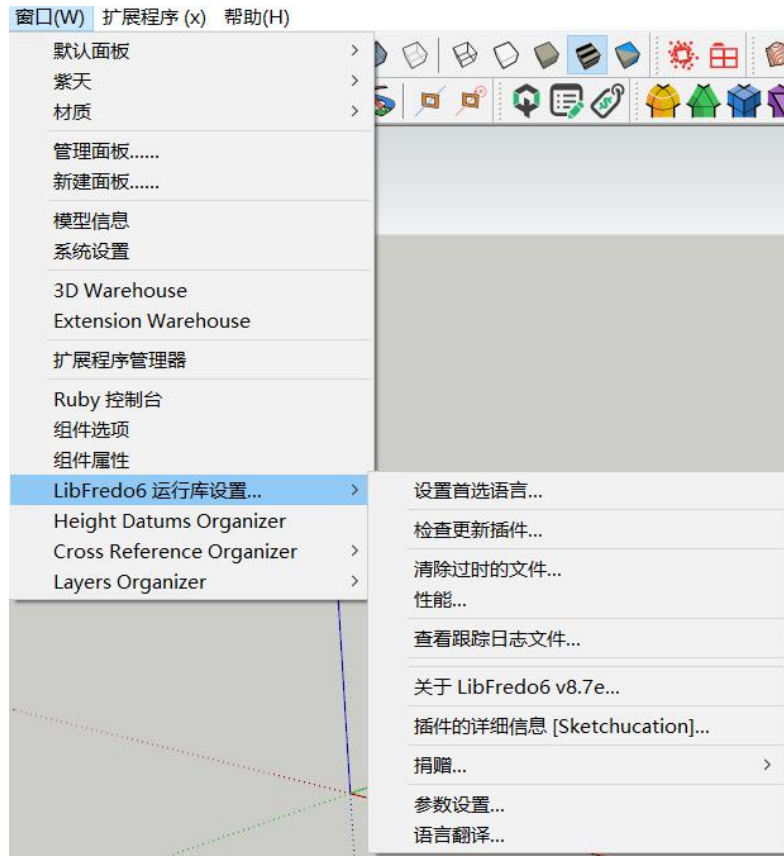 窗口(W) 扩展程序 (x) 帮助(H)
默认面板
紫天
材质
管理面板......
新建面板......
模型信息
系统设置
3D Warehouse
Extension Warehouse
扩展程序管理器
Ruby 控制台
组件选项
组件属性
LibFredo6 运行库设置...
Height Datums Organizer
Cross Reference Organizer
Layers Organizer
设置首选语言...
检查更新插件...
清除过时的文件...
性能...
查看跟踪日志文件...
关于 LibFredo6 v8.7e...
插件的详细信息 [Sketchucation]...
捐赠...
参数设置...
语言翻译...